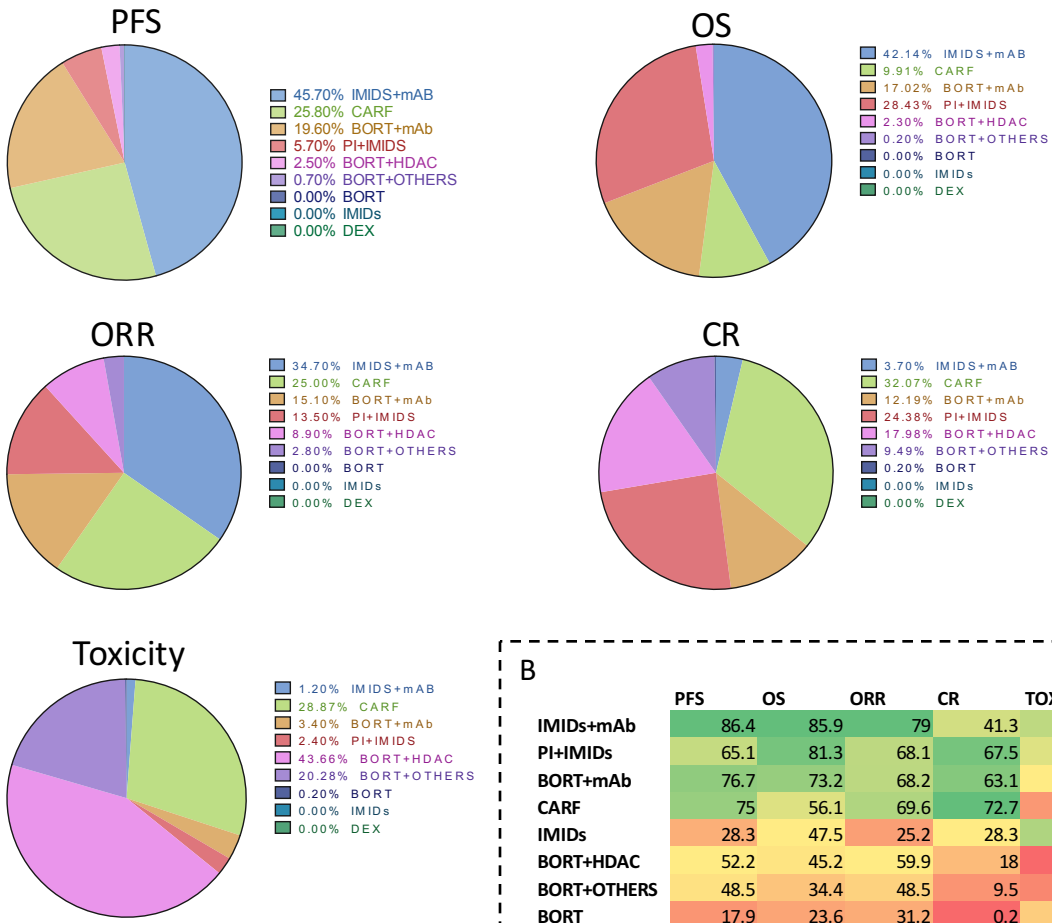 PFS
45.70% IMIDS+mAB
25.80% CARF
19.60% BORT+mAb
5.70% PI+IMIDS
2.50% BORT+HDAC
0.70% BORT+OTHERS
0.00% BORT
0.00% IMIDs
0.00% DEX
OS
42.14% IMIDS+mAB
9.91% CARF
17.02% BORT+mAb
28.43% PI+IMIDS
2.30% BORT+HDAC
0.20% BORT+OTHERS
0.00% BORT
0.00% IMIDs
0.00% DEX
ORR
34.70% IMIDS+mAB
25.00% CARF
15.10% BORT+mAb
13.50% PI+IMIDS
8.90% BORT+HDAC
2.80% BORT+OTHERS
0.00% BORT
0.00% IMIDs
0.00% DEX
CR
3.70% IMIDS+mAB
32.07% CARF
12.19% BORT+mAb
24.38% PI+IMIDS
17.98% BORT+HDAC
9.49% BORT+OTHERS
0.20% BORT
0.00% IMIDs
0.00% DEX
Toxicity
1.20% IMIDS+mAB
28.87% CARF
3.40% BORT+mAb
2.40% PI+IMIDS
43.66% BORT+HDAC
20.28% BORT+OTHERS
0.20% BORT
0.00% IMIDs
0.00% DEX
B
PFS OS ORR CR TOX
IMIDs+mAb 86.4 85.9 79 41.3
PI+IMIDs 65.1 81.3 68.1 67.5
BORT+mAb 76.7 73.2 68.2 63.1
CARF 75 56.1 69.6 72.7
IMIDs 28.3 47.5 25.2 28.3
BORT+HDAC 52.2 45.2 59.9 18
BORT+OTHERS 48.5 34.4 48.5 9.5
BORT 17.9 23.6 31.2 0.2